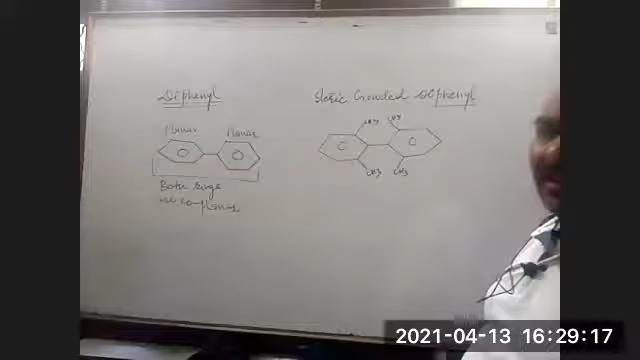 Diphenyl
Steric Crowded Diphenyl
Planar Planar
CH3 CH3
CH3 CH3
Both rings
are co-planar
2021-04-13 16:29:17